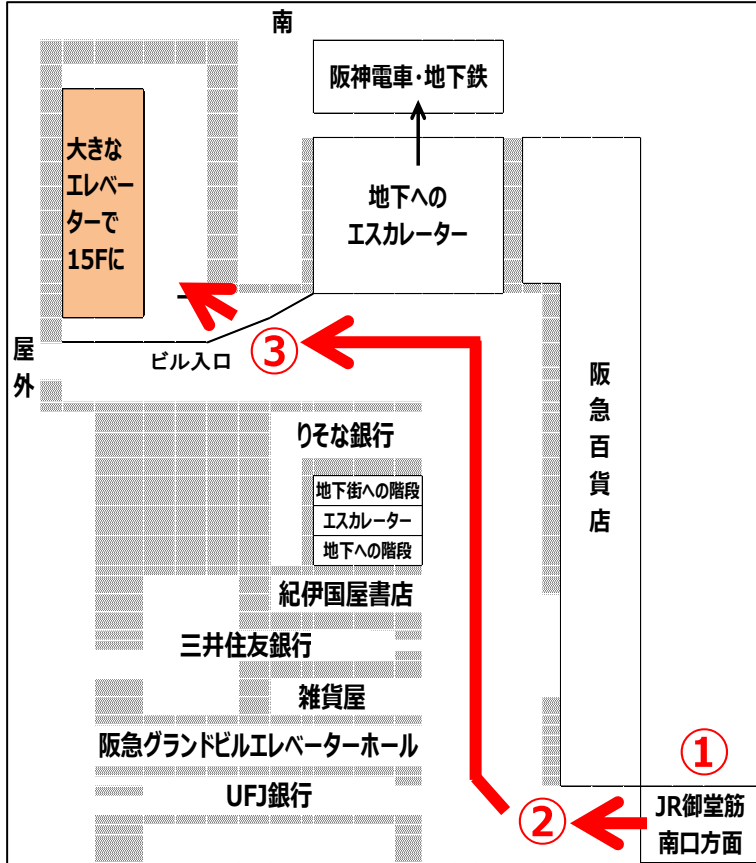 南
阪神電車・地下鉄
大きな
エレベー
ターで
15Fに
地下への
エスカレーター
屋
外
ビル入口
③
りそな銀行
阪
急
百
貨
店
地下街への階段
エスカレーター
地下への階段
紀伊国屋書店
三井住友銀行
雑貨屋
阪急グランドビルエレベーターホール
UFJ銀行
①
②
JR御堂筋
南口方面